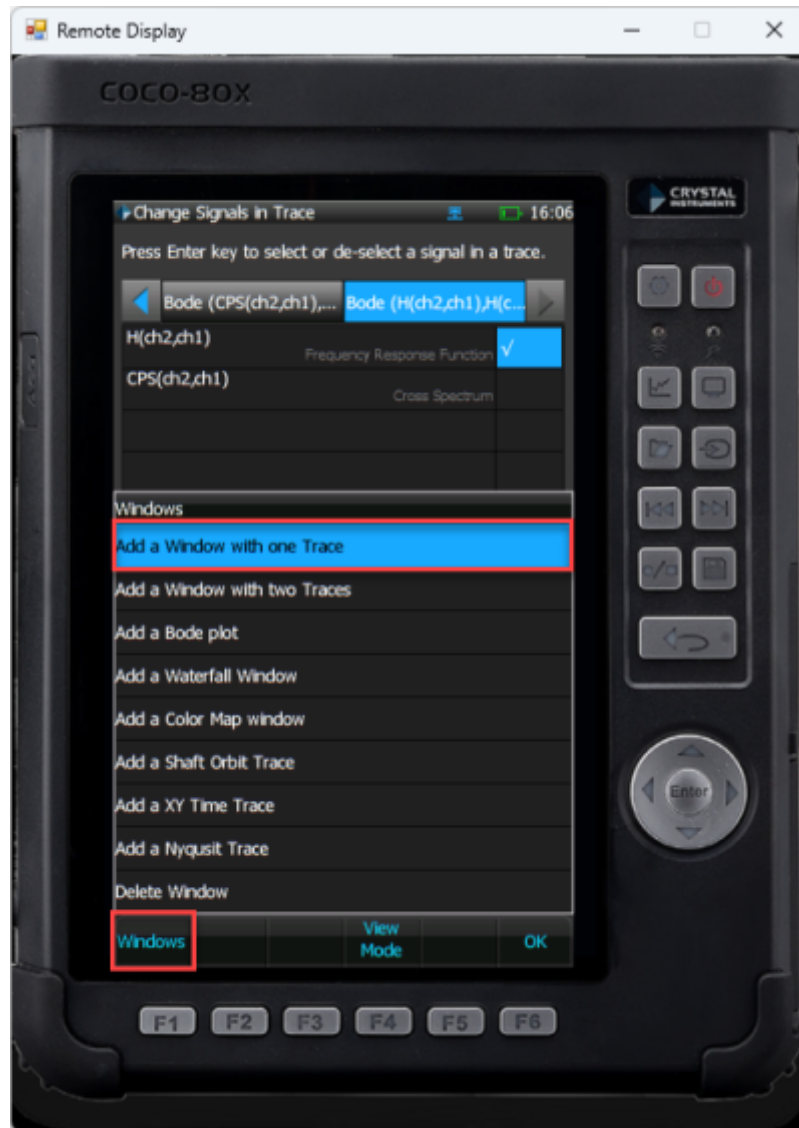 Remote Display
COCO-80X
CRYSTAL
INSTRUMENTS
Change Signals in Trace 16:06
Press Enter key to select or de-select a signal in a trace.
Bode (CPS(ch2,ch1),... Bode (H(ch2,ch1),H(c...
H(ch2,ch1)
Frequency Response Function √
CPS(ch2,ch1)
Cross Spectrum
Windows
Add a Window with one Trace
Add a Window with two Traces
Add a Bode plot
Add a Waterfall Window
Add a Color Map window
Add a Shaft Orbit Trace
Add a XY Time Trace
Add a Nyqusit Trace
Delete Window
Windows View Mode OK
Enter
F1 F2 F3 F4 F5 F6